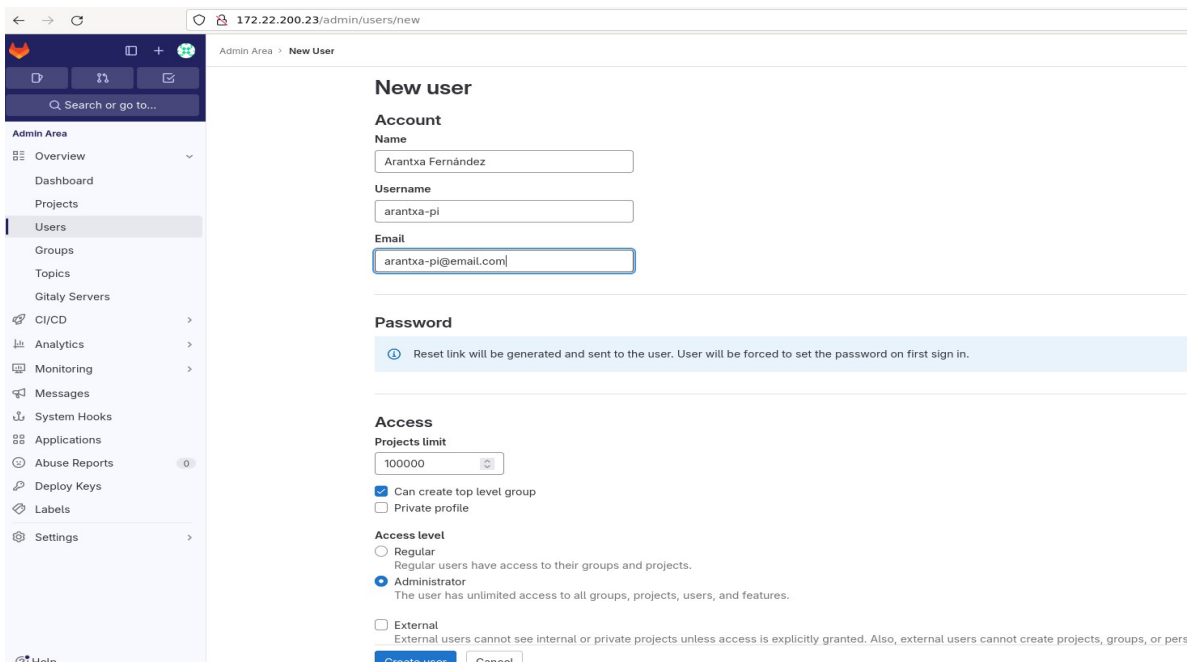 172.22.200.23/admin/users/new
Admin Area > New User
Search or go to...
Admin Area
Overview
Dashboard
Projects
Users
Groups
Topics
Gitaly Servers
CI/CD
Analytics
Monitoring
Messages
System Hooks
Applications
Abuse Reports 0
Deploy Keys
Labels
Settings
Help
New user
Account
Name
Arantxa Fernández
Username
arantxa-pi
Email
arantxa-pi@email.com
Password
Reset link will be generated and sent to the user. User will be forced to set the password on first sign in.
Access
Projects limit
100000
Can create top level group
Private profile
Access level
Regular
Regular users have access to their groups and projects.
Administrator
The user has unlimited access to all groups, projects, users, and features.
External
External users cannot see internal or private projects unless access is explicitly granted. Also, external users cannot create projects, groups, or pers
Create user Cancel